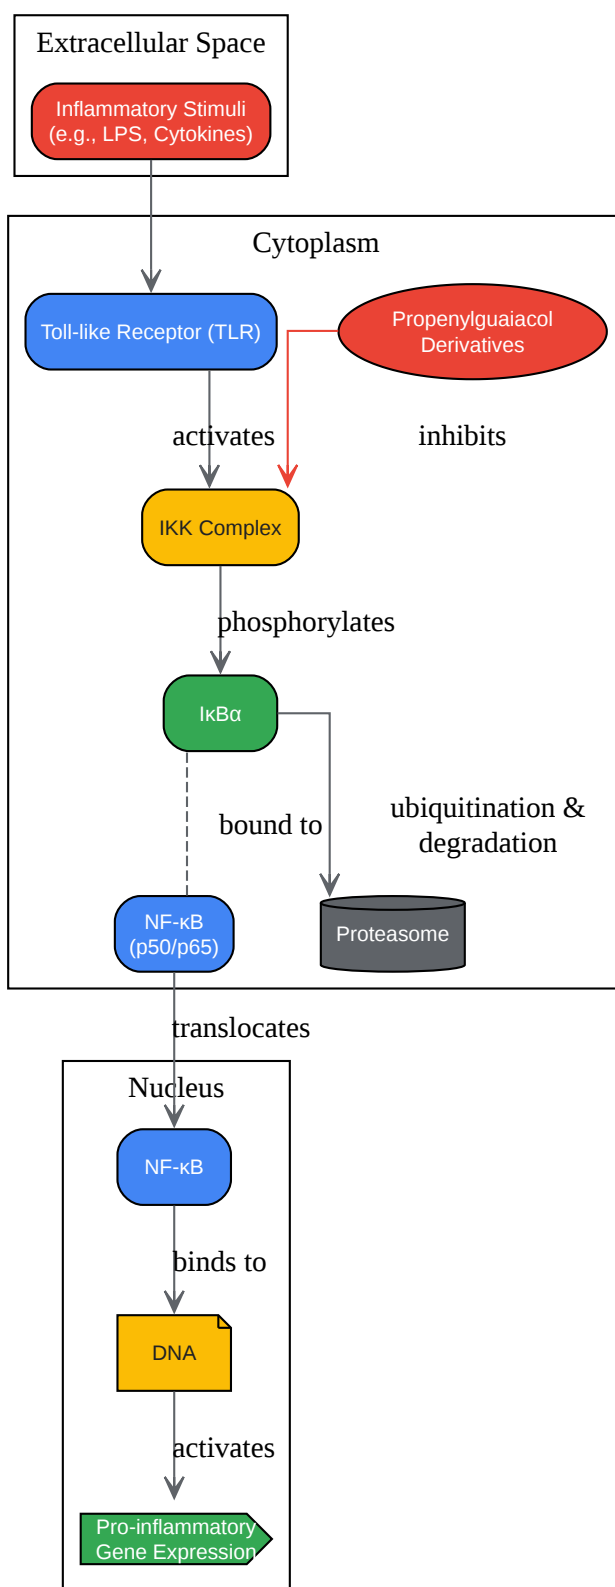 Extracellular Space
Inflammatory Stimuli
(e.g., LPS, Cytokines)
Cytoplasm
Toll-like Receptor (TLR)
Propenylguaiacol
Derivatives
activates
inhibits
IKK Complex
phosphorylates
IκBα
bound to
ubiquitination &
degradation
NF-κB
(p50/p65)
Proteasome
translocates
Nucleus
NF-κB
binds to
DNA
activates
Pro-inflammatory
Gene Expression